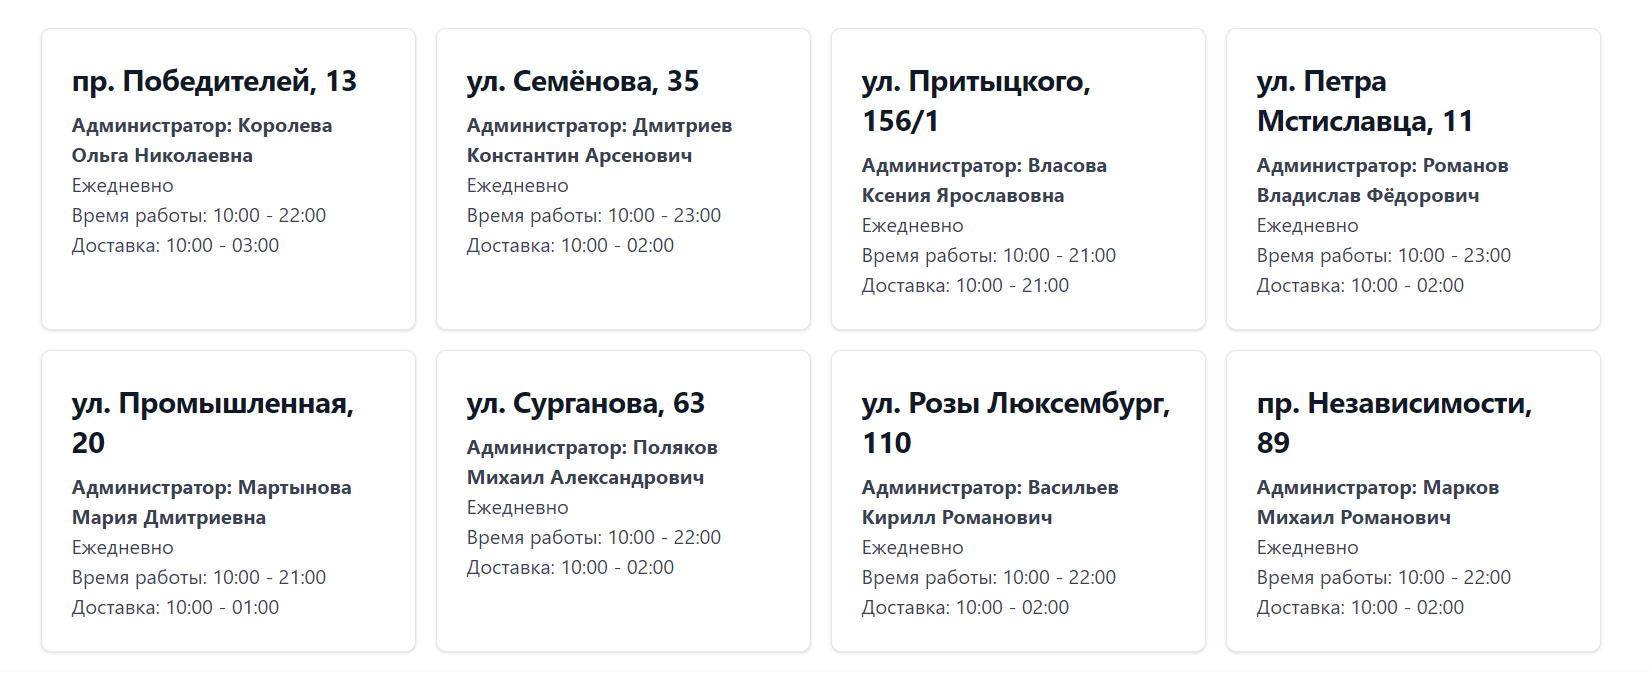 пр. Победителей, 13
Администратор: Королева
Ольга Николаевна
Ежедневно
Время работы: 10:00 - 22:00
Доставка: 10:00 - 03:00
ул. Семёнова, 35
Администратор: Дмитриев
Константин Арсенович
Ежедневно
Время работы: 10:00 - 23:00
Доставка: 10:00 - 02:00
ул. Притыцкого,
156/1
Администратор: Власова
Ксения Ярославовна
Ежедневно
Время работы: 10:00 - 21:00
Доставка: 10:00 - 21:00
ул. Петра
Мстиславца, 11
Администратор: Романов
Владислав Фёдорович
Ежедневно
Время работы: 10:00 - 23:00
Доставка: 10:00 - 02:00
ул. Промышленная,
20
Администратор: Мартынова
Мария Дмитриевна
Ежедневно
Время работы: 10:00 - 21:00
Доставка: 10:00 - 01:00
ул. Сурганова, 63
Администратор: Поляков
Михаил Александрович
Ежедневно
Время работы: 10:00 - 22:00
Доставка: 10:00 - 02:00
ул. Розы Люксембург,
110
Администратор: Васильев
Кирилл Романович
Ежедневно
Время работы: 10:00 - 22:00
Доставка: 10:00 - 02:00
пр. Независимости,
89
Администратор: Марков
Михаил Романович
Ежедневно
Время работы: 10:00 - 22:00
Доставка: 10:00 - 02:00